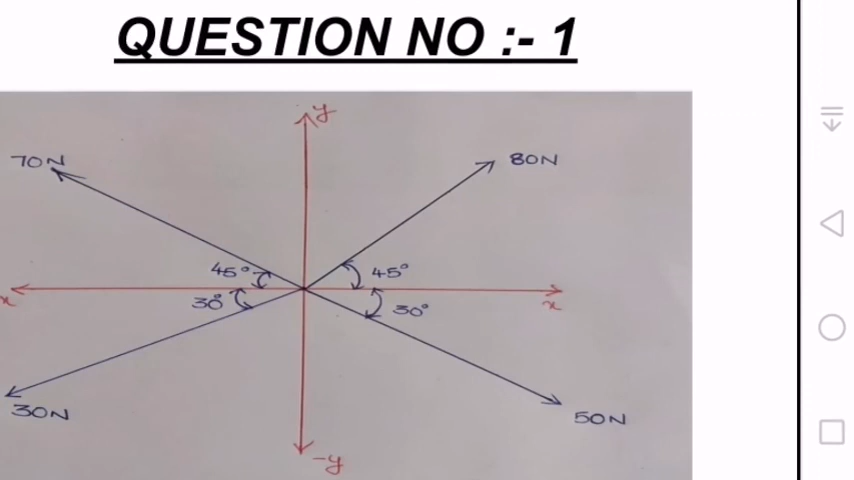 QUESTION NO :- 1
y
70N
80N
45° 45°
x x
30° 30°
30N
50N
-y